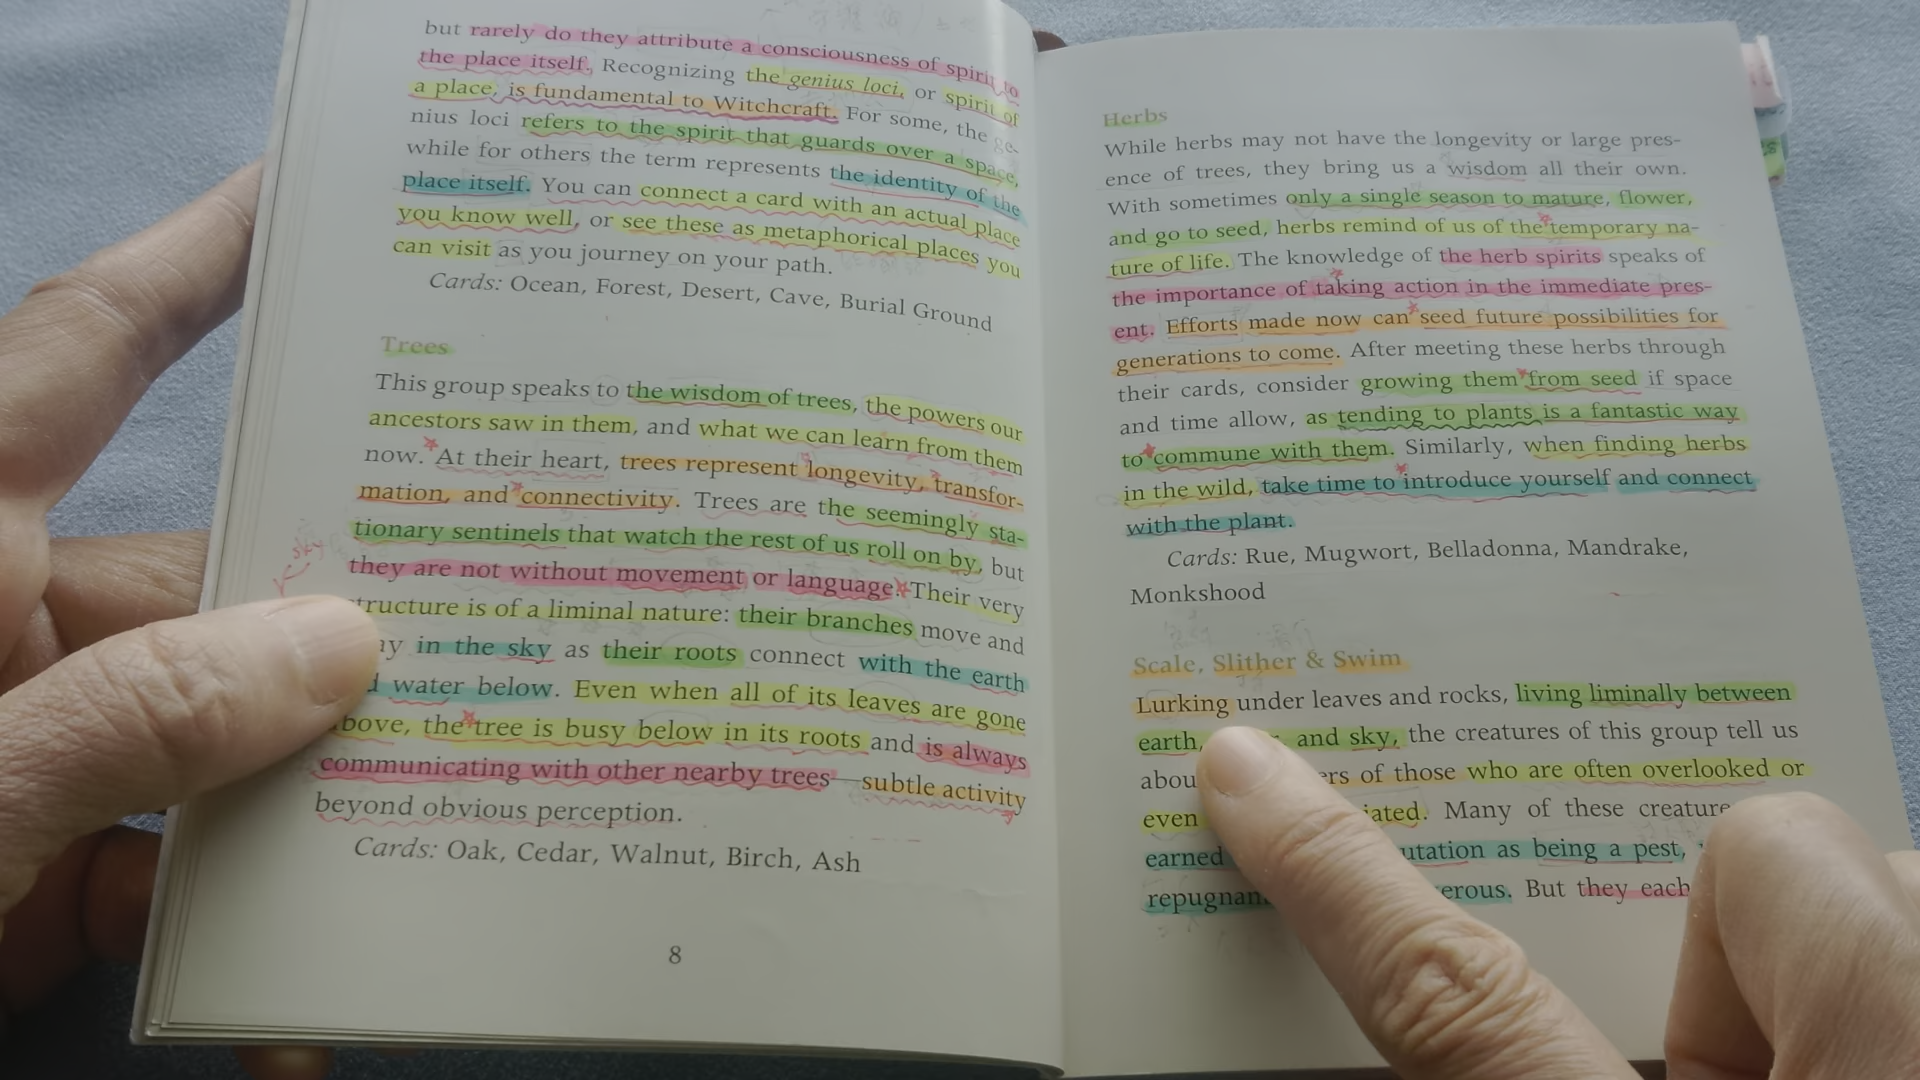 but rarely do they attribute a consciousness of spirit to
the place itself. Recognizing the genius loci, or spirit of
a place, is fundamental to Witchcraft. For some, the ge-
nius loci refers to the spirit that guards over a space,
while for others the term represents the identity of the
place itself. You can connect a card with an actual place
you know well, or see these as metaphorical places you
can visit as you journey on your path.
Cards: Ocean, Forest, Desert, Cave, Burial Ground
Trees
This group speaks to the wisdom of trees, the powers our
ancestors saw in them, and what we can learn from them
now. At their heart, trees represent longevity, transfor-
mation, and connectivity. Trees are the seemingly sta-
tionary sentinels that watch the rest of us roll on by, but
they are not without movement or language. Their very
sky
structure is of a liminal nature: their branches move and
in the sky as their roots connect with the earth
water below. Even when all of its leaves are gone
above, the tree is busy below in its roots and is always
communicating with other nearby trees—subtle activity
beyond obvious perception.
Cards: Oak, Cedar, Walnut, Birch, Ash
8
Herbs
While herbs may not have the longevity or large pres-
ence of trees, they bring us a wisdom all their own.
With sometimes only a single season to mature, flower,
and go to seed, herbs remind of us of the temporary na-
ture of life. The knowledge of the herb spirits speaks of
the importance of taking action in the immediate pres-
ent. Efforts made now can seed future possibilities for
generations to come. After meeting these herbs through
their cards, consider growing them from seed if space
and time allow, as tending to plants is a fantastic way
to commune with them. Similarly, when finding herbs
in the wild, take time to introduce yourself and connect
with the plant.
Cards: Rue, Mugwort, Belladonna, Mandrake,
Monkshood
Scale, Slither & Swim
Lurking under leaves and rocks, living liminally between
earth, and sky, the creatures of this group tell us
of those who are often overlooked or
even Many of these
earned as being a pest,
But they each